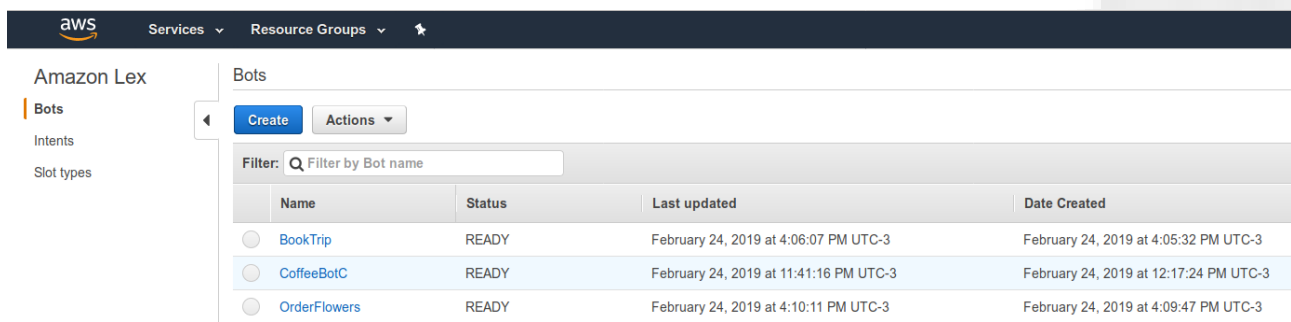 aws Services Resource Groups
Amazon Lex
Bots
Intents
Slot types
Bots
Create Actions
Filter: Filter by Bot name
Name Status Last updated Date Created
BookTrip READY February 24, 2019 at 4:06:07 PM UTC-3 February 24, 2019 at 4:05:32 PM UTC-3
CoffeeBotC READY February 24, 2019 at 11:41:16 PM UTC-3 February 24, 2019 at 12:17:24 PM UTC-3
OrderFlowers READY February 24, 2019 at 4:10:11 PM UTC-3 February 24, 2019 at 4:09:47 PM UTC-3